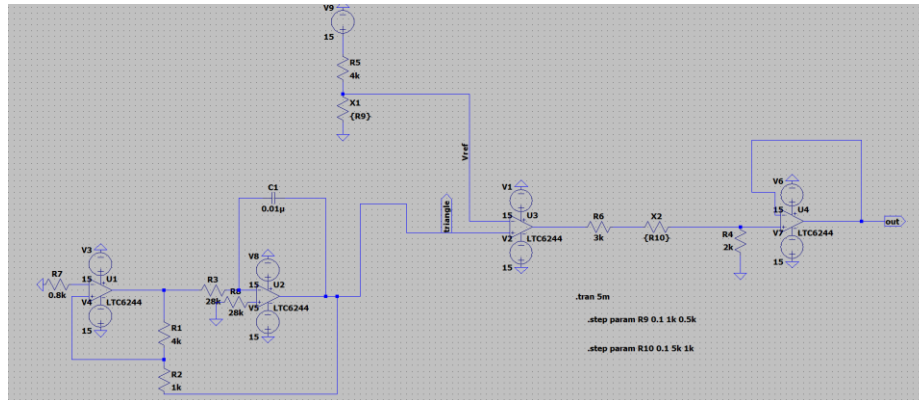 V9
15
R5
4k
X1
{R9}
Vref
C1
0.01µ
triangle
V1
15
U3
V2
LTC6244
15
R6
3k
X2
{R10}
R4
2k
V6
15
U4
V7
LTC6244
15
out
V3
R7
0.8k
15
U1
V4
LTC6244
15
R3
28k
R8
28k
V8
15
U2
V5
LTC6244
15
R1
4k
R2
1k
.tran 5m
.step param R9 0.1 1k 0.5k
.step param R10 0.1 5k 1k